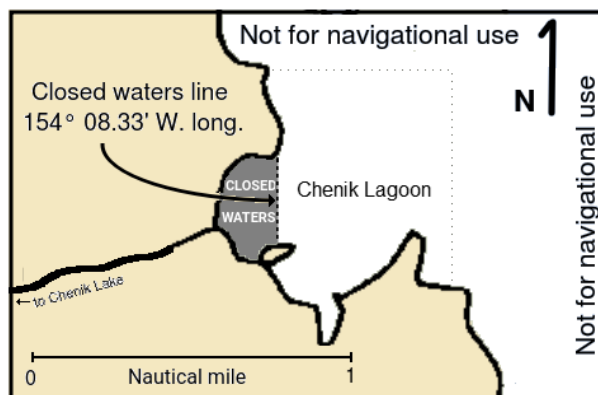 Not for navigational use
Closed waters line
154° 08.33' W. long.
N
Not for navigational use
CLOSED
WATERS
Chenik Lagoon
← to Chenik Lake
0
Nautical mile
1